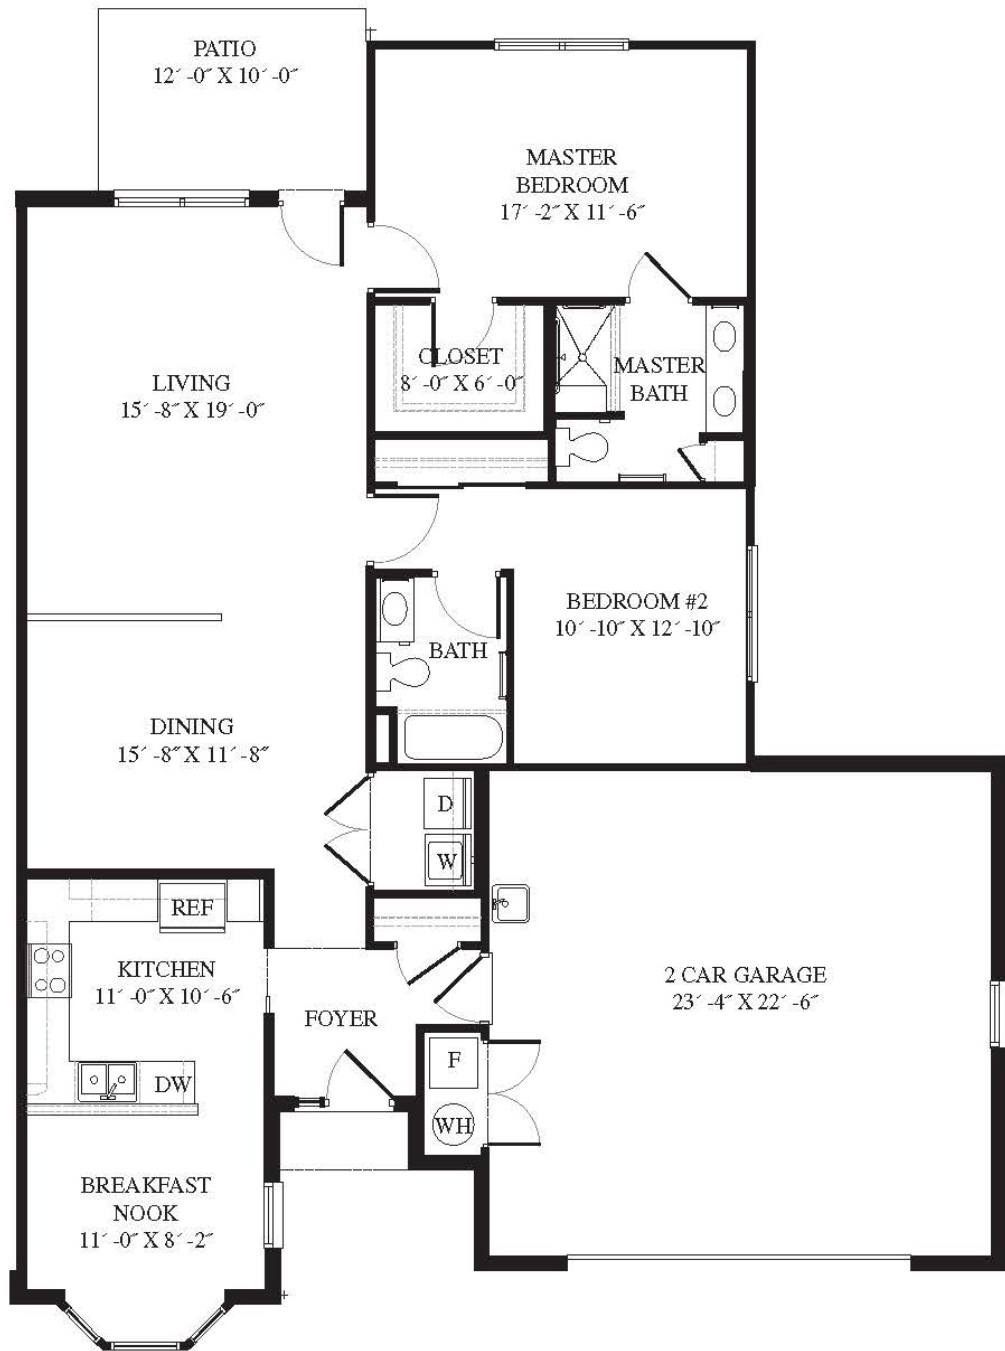 PATIO
12´ -0˝ X 10´ -0˝
MASTER
BEDROOM
17´ -2˝ X 11´ -6˝
CLOSET
8´ -0˝ X 6´ -0˝
MASTER
BATH
LIVING
15´ -8˝ X 19´ -0˝
BEDROOM #2
10´ -10˝ X 12´ -10˝
BATH
DINING
15´ -8˝ X 11´ -8˝
D
W
REF
KITCHEN
11´ -0˝ X 10´ -6˝
FOYER
2 CAR GARAGE
23´ -4˝ X 22´ -6˝
F
DW
WH
BREAKFAST
NOOK
11´ -0˝ X 8´ -2˝